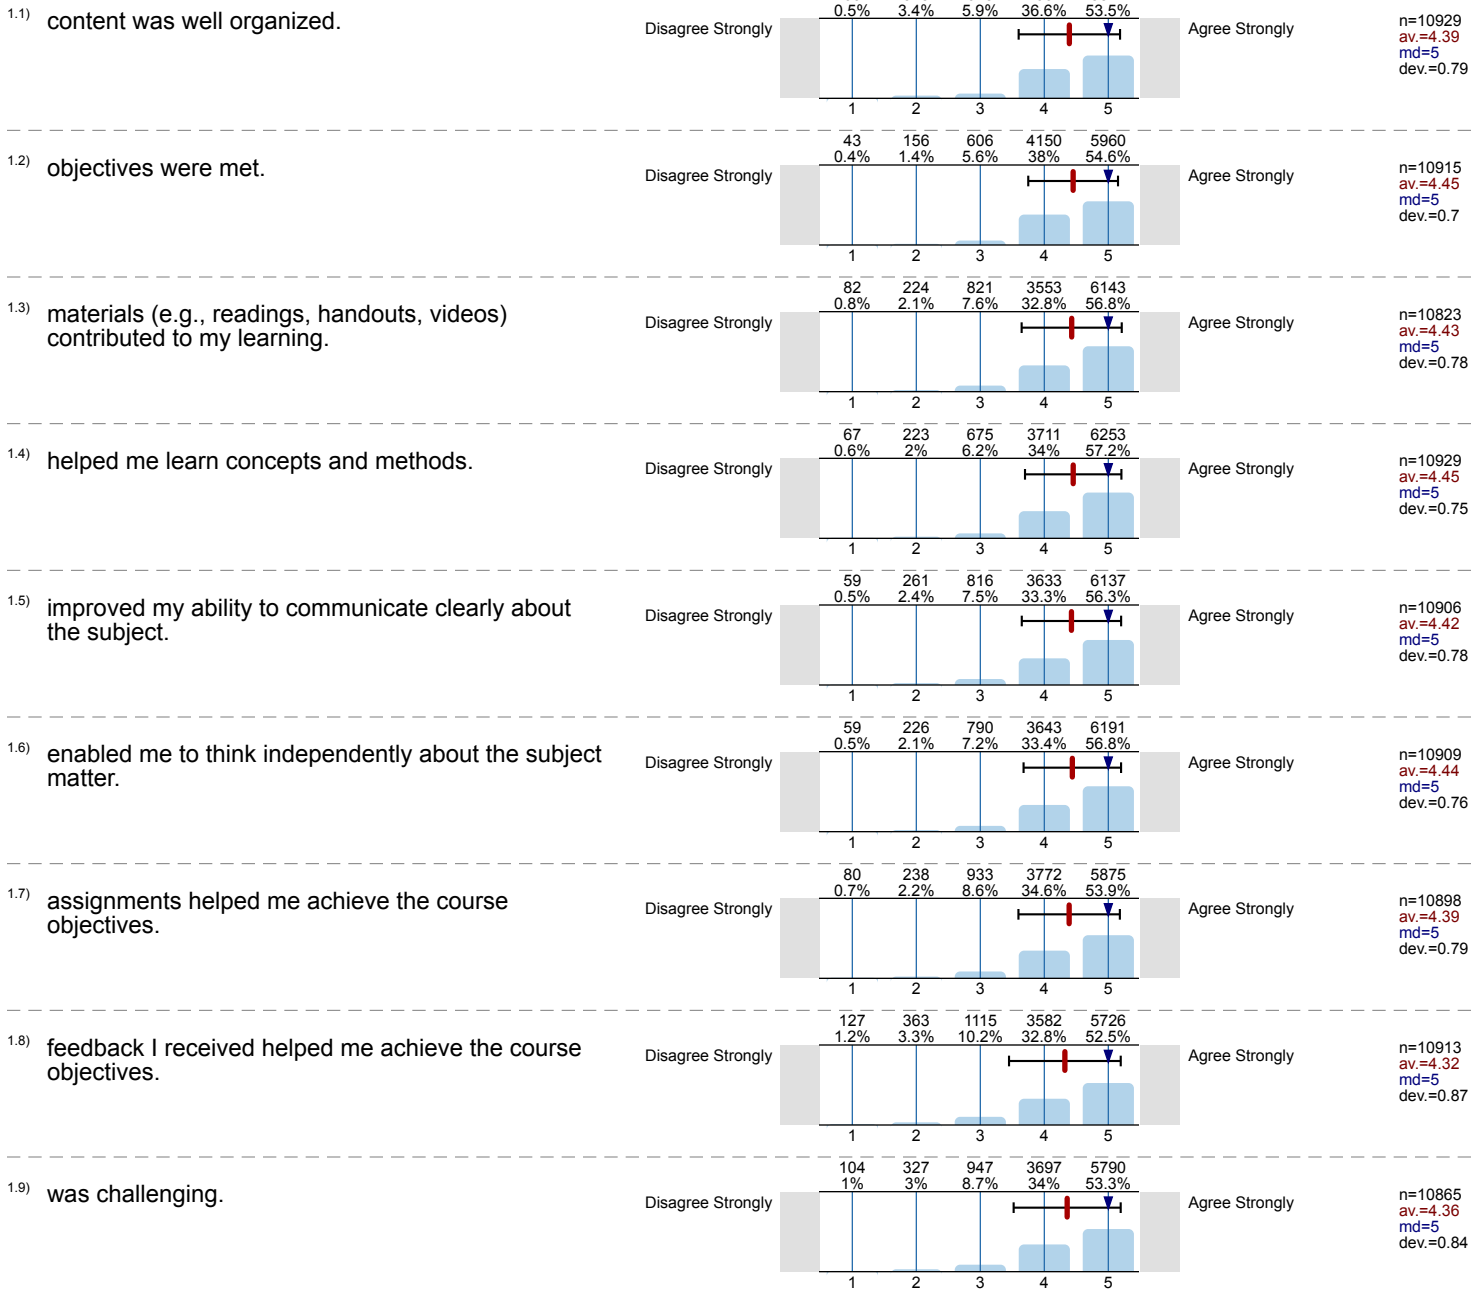 0.5% 3.4% 5.9% 36.6% 53.5%
1.1) content was well organized.
Disagree Strongly Agree Strongly
n=10929
av.=4.39
md=5
dev.=0.79
1 2 3 4 5
43 156 606 4150 5960
0.4% 1.4% 5.6% 38% 54.6%
1.2) objectives were met.
Disagree Strongly Agree Strongly
n=10915
av.=4.45
md=5
dev.=0.7
1 2 3 4 5
82 224 821 3553 6143
0.8% 2.1% 7.6% 32.8% 56.8%
1.3) materials (e.g., readings, handouts, videos)
contributed to my learning.
Disagree Strongly Agree Strongly
n=10823
av.=4.43
md=5
dev.=0.78
1 2 3 4 5
67 223 675 3711 6253
0.6% 2% 6.2% 34% 57.2%
1.4) helped me learn concepts and methods.
Disagree Strongly Agree Strongly
n=10929
av.=4.45
md=5
dev.=0.75
1 2 3 4 5
59 261 816 3633 6137
0.5% 2.4% 7.5% 33.3% 56.3%
1.5) improved my ability to communicate clearly about
the subject.
Disagree Strongly Agree Strongly
n=10906
av.=4.42
md=5
dev.=0.78
1 2 3 4 5
59 226 790 3643 6191
0.5% 2.1% 7.2% 33.4% 56.8%
1.6) enabled me to think independently about the subject
matter.
Disagree Strongly Agree Strongly
n=10909
av.=4.44
md=5
dev.=0.76
1 2 3 4 5
80 238 933 3772 5875
0.7% 2.2% 8.6% 34.6% 53.9%
1.7) assignments helped me achieve the course
objectives.
Disagree Strongly Agree Strongly
n=10898
av.=4.39
md=5
dev.=0.79
1 2 3 4 5
127 363 1115 3582 5726
1.2% 3.3% 10.2% 32.8% 52.5%
1.8) feedback I received helped me achieve the course
objectives.
Disagree Strongly Agree Strongly
n=10913
av.=4.32
md=5
dev.=0.87
1 2 3 4 5
104 327 947 3697 5790
1% 3% 8.7% 34% 53.3%
1.9) was challenging.
Disagree Strongly Agree Strongly
n=10865
av.=4.36
md=5
dev.=0.84
1 2 3 4 5